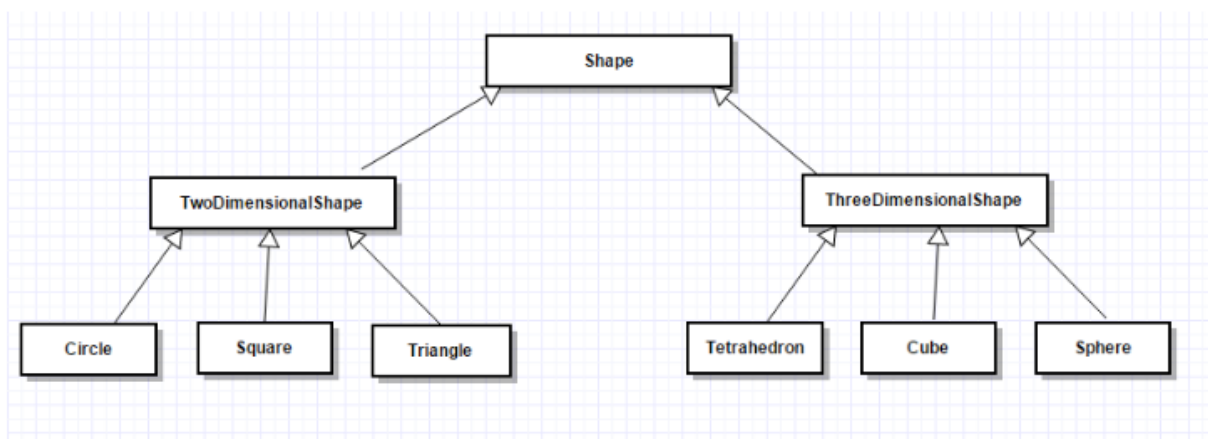 Shape
TwoDimensionalShape
ThreeDimensionalShape
Circle
Square
Triangle
Tetrahedron
Cube
Sphere